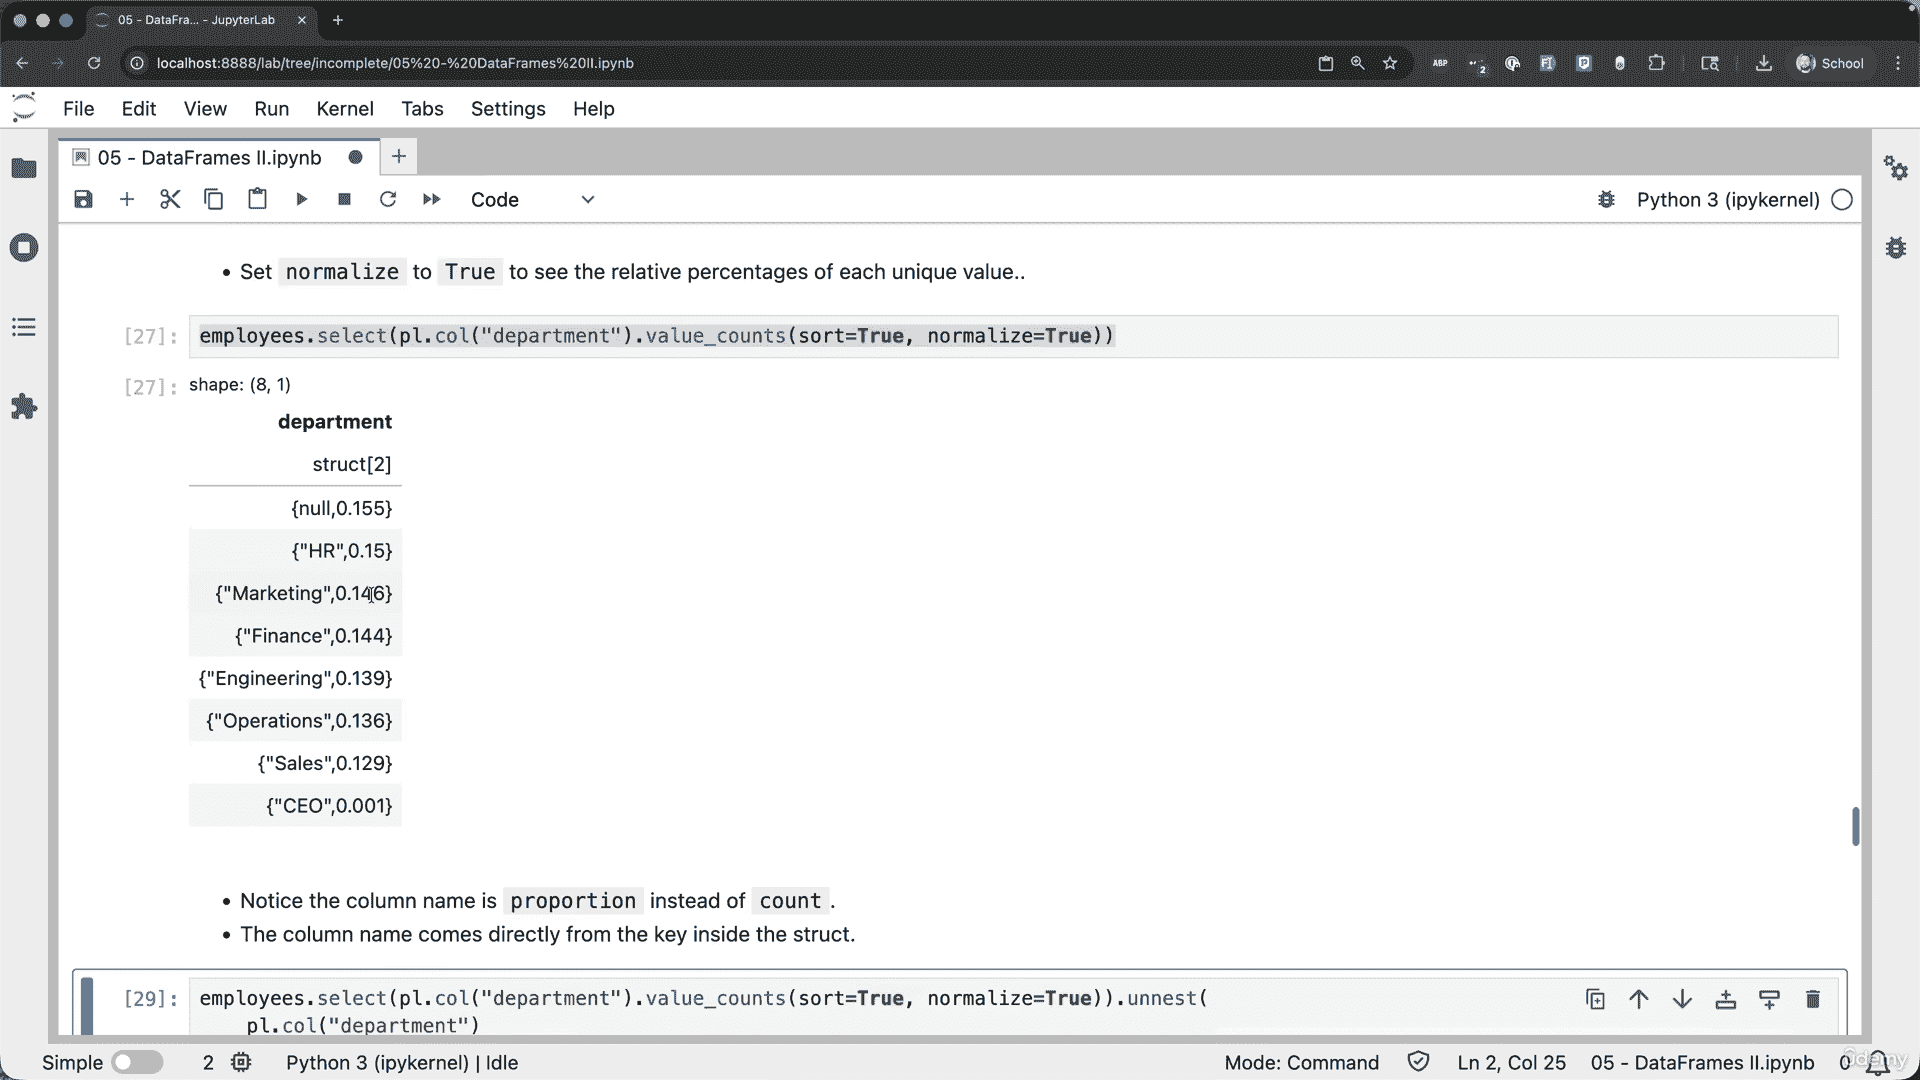 05 - DataFra... - JupyterLab
localhost:8888/lab/tree/incomplete/05%20-%20DataFrames%20II.ipynb
ABP
2
School
File Edit View Run Kernel Tabs Settings Help
05 - DataFrames II.ipynb
Code
Python 3 (ipykernel)
• Set normalize to True to see the relative percentages of each unique value..
[27]: employees.select(pl.col("department").value_counts(sort=True, normalize=True))
[27]: shape: (8, 1)
department
struct[2]
{null,0.155}
{"HR",0.15}
{"Marketing",0.146}
{"Finance",0.144}
{"Engineering",0.139}
{"Operations",0.136}
{"Sales",0.129}
{"CEO",0.001}
• Notice the column name is proportion instead of count.
• The column name comes directly from the key inside the struct.
[29]: employees.select(pl.col("department").value_counts(sort=True, normalize=True)).unnest(
pl.col("department")
Simple 2 Python 3 (ipykernel) | Idle Mode: Command Ln 2, Col 25 05 - DataFrames II.ipynb 0
udemy